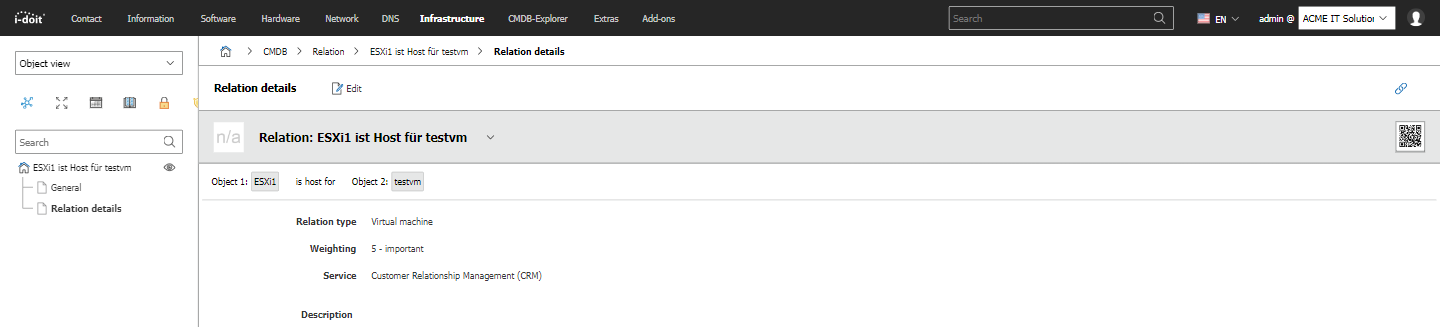 i-doit Contact Information Software Hardware Network DNS Infrastructure CMDB-Explorer Extras Add-ons Search EN admin @ ACME IT Solution
Object view
CMDB Relation ESXi1 ist Host für testvm Relation details
Relation details Edit
n/a Relation: ESXi1 ist Host für testvm
Search
ESXi1 ist Host für testvm
General
Relation details
Object 1: ESXi1 is host for Object 2: testvm
Relation type Virtual machine
Weighting 5 - important
Service Customer Relationship Management (CRM)
Description